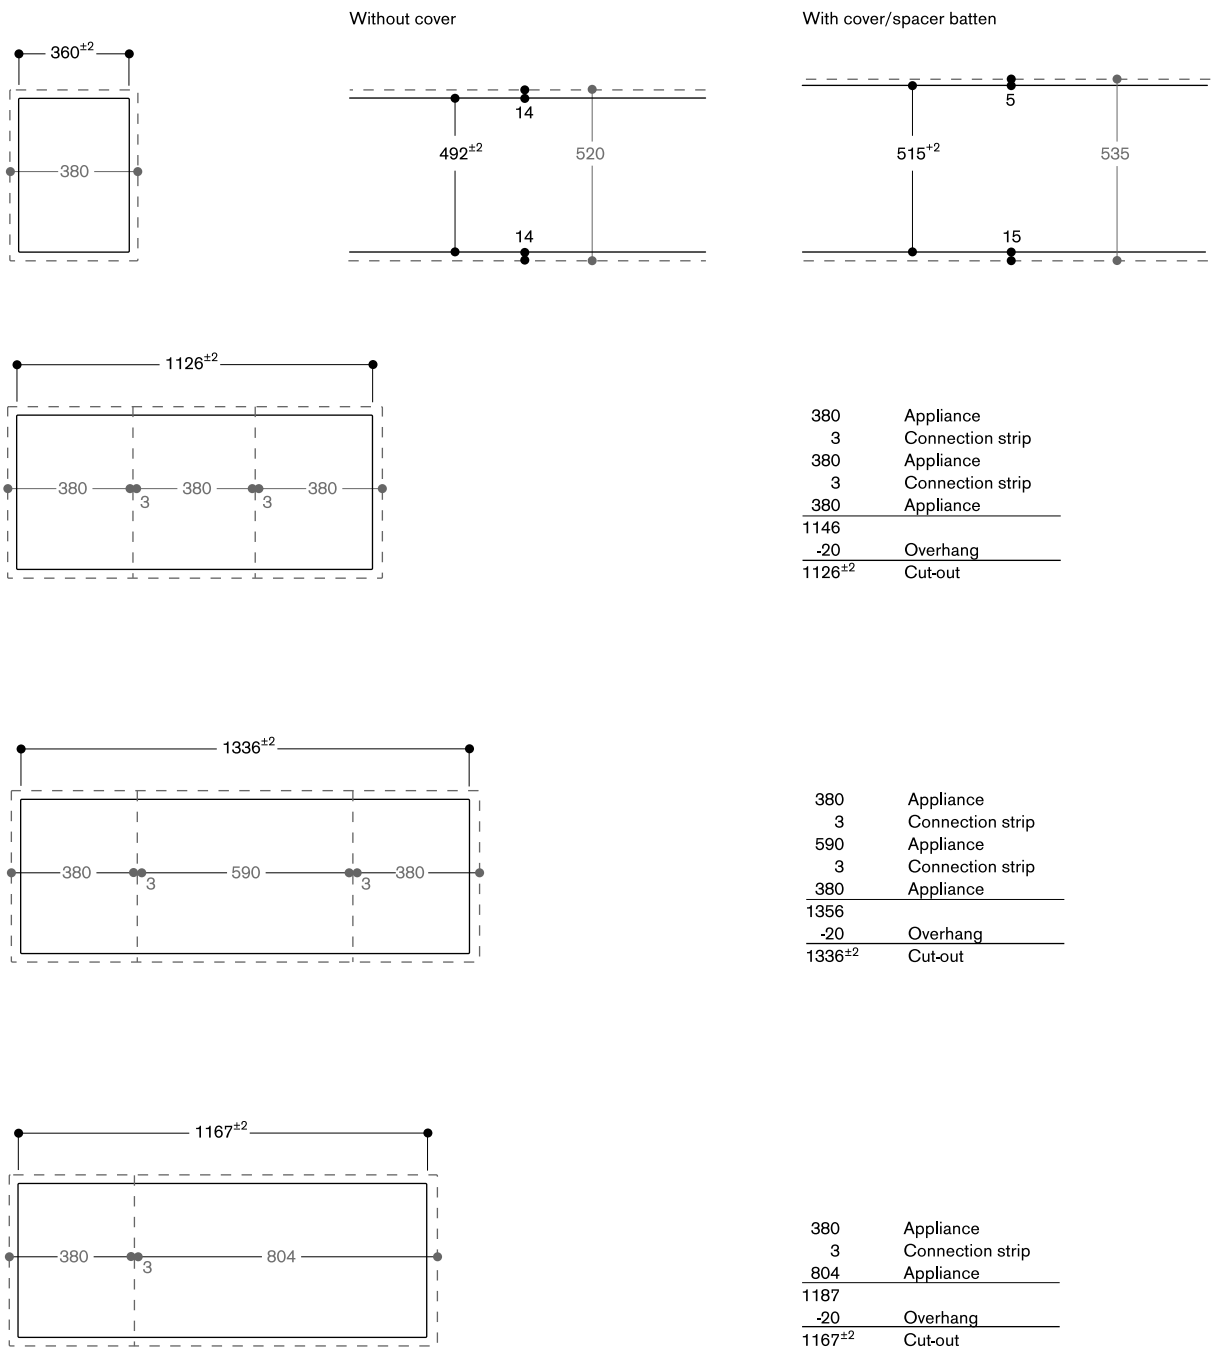 Without cover
With cover/spacer batten
360±2
380
14
492±2
520
14
5
515+2
535
15
1126±2
380
3
380
3
380
380 Appliance
3 Connection strip
380 Appliance
3 Connection strip
380 Appliance
1146
-20 Overhang
1126±2 Cut-out
1336±2
380
3
590
3
380
380 Appliance
3 Connection strip
590 Appliance
3 Connection strip
380 Appliance
1356
-20 Overhang
1336±2 Cut-out
1167±2
380
3
804
380 Appliance
3 Connection strip
804 Appliance
1187
-20 Overhang
1167±2 Cut-out